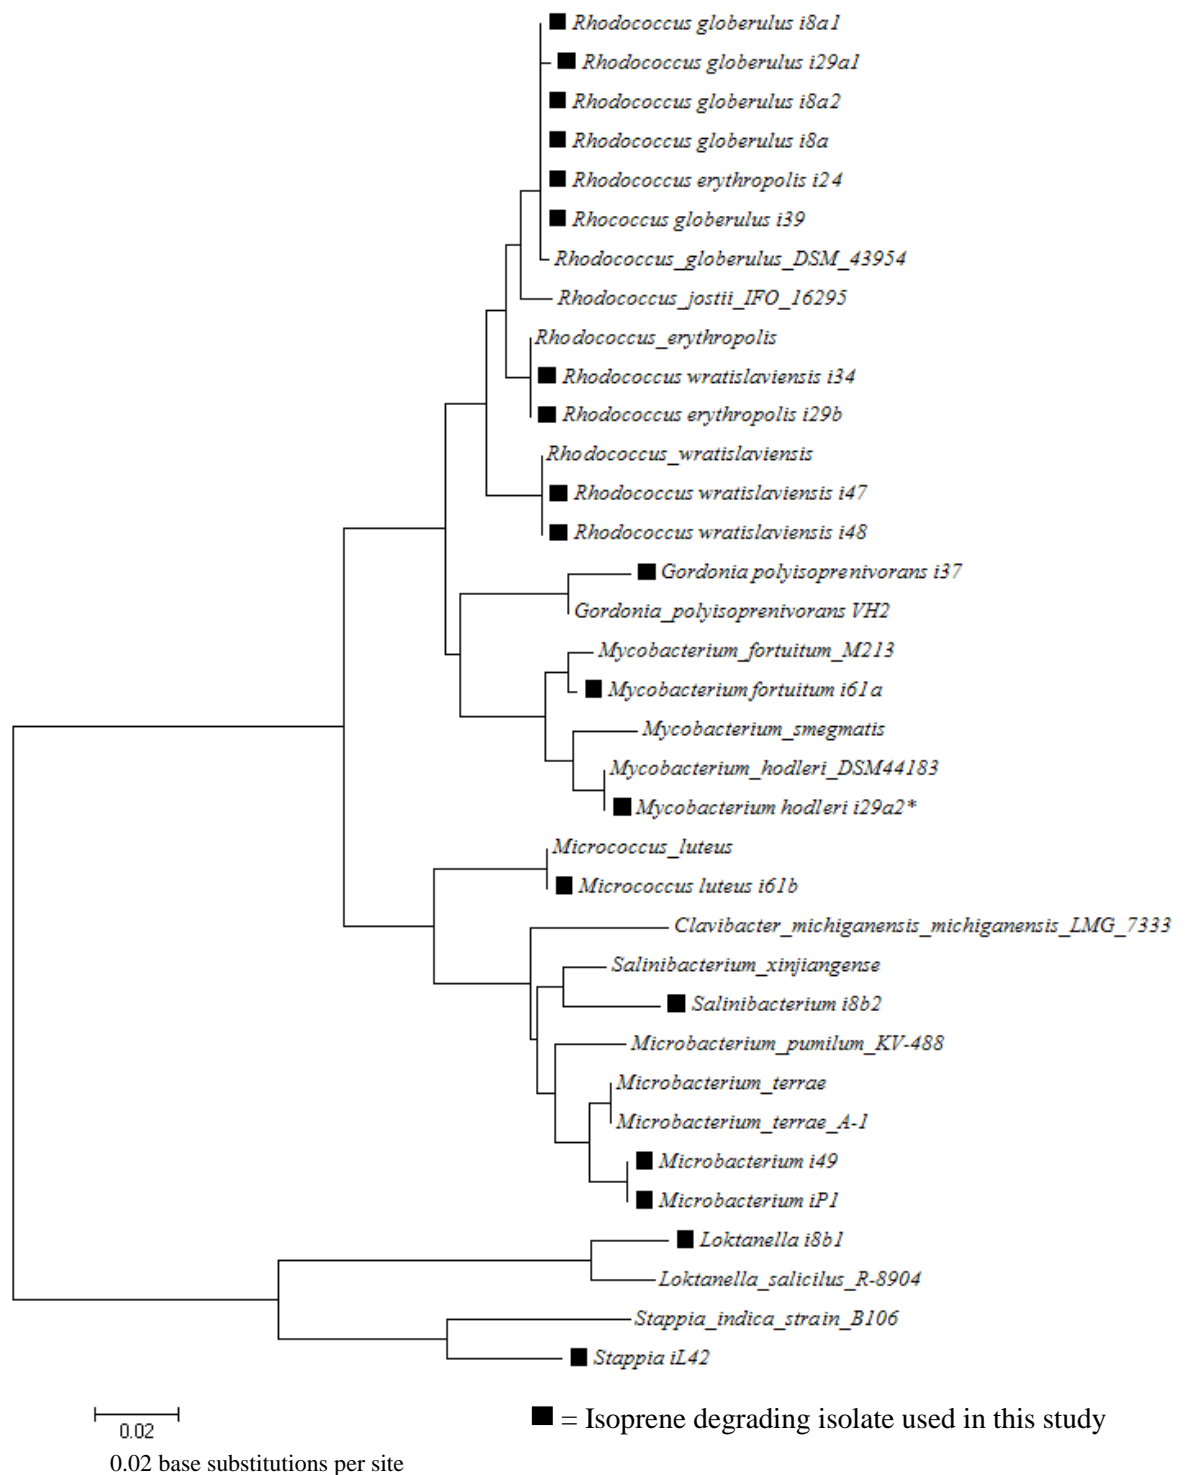 Rhodococcus globerulus i8a1
Rhodococcus globerulus i29a1
Rhodococcus globerulus i8a2
Rhodococcus globerulus i8a
Rhodococcus erythropolis i24
Rhococcus globerulus i39
Rhodococcus_globerulus_DSM_43954
Rhodococcus_jostii_IFO_16295
Rhodococcus_erythropolis
Rhodococcus wratislaviensis i34
Rhodococcus erythropolis i29b
Rhodococcus_wratislaviensis
Rhodococcus wratislaviensis i47
Rhodococcus wratislaviensis i48
Gordonia polyisoprenivorans i37
Gordonia_polyisoprenivorans VH2
Mycobacterium_fortuitum_M213
Mycobacterium fortuitum i61a
Mycobacterium_smegmatis
Mycobacterium_hodleri_DSM44183
Mycobacterium hodleri i29a2*
Micrococcus_luteus
Micrococcus luteus i61b
Clavibacter_michiganensis_michiganensis_LMG_7333
Salinibacterium_xinjiangense
Salinibacterium i8b2
Microbacterium_pumilum_KV-488
Microbacterium_terrae
Microbacterium_terrae_A-1
Microbacterium i49
Microbacterium iP1
Loktanella i8b1
Loktanella_salicilus_R-8904
Stappia_indica_strain_B106
Stappia iL42
0.02
= Isoprene degrading isolate used in this study
0.02 base substitutions per site